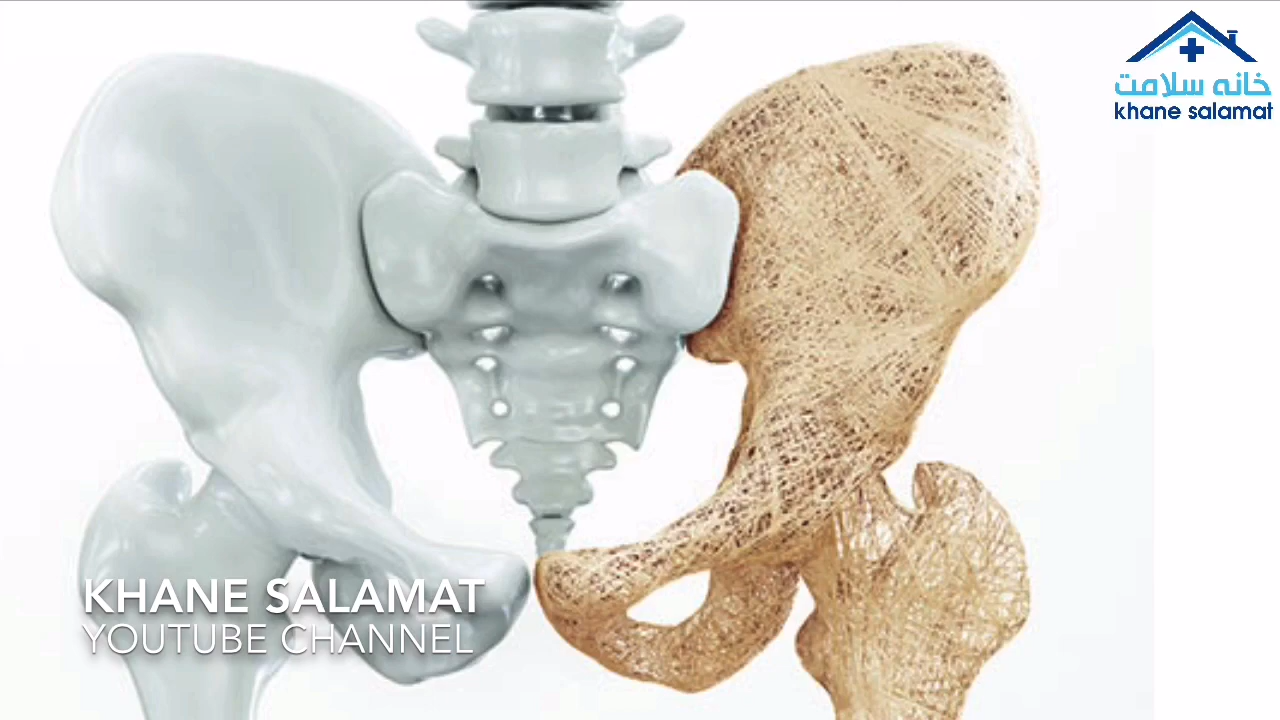 خانه سلامت
khane salamat
KHANE SALAMAT
YOUTUBE CHANNEL